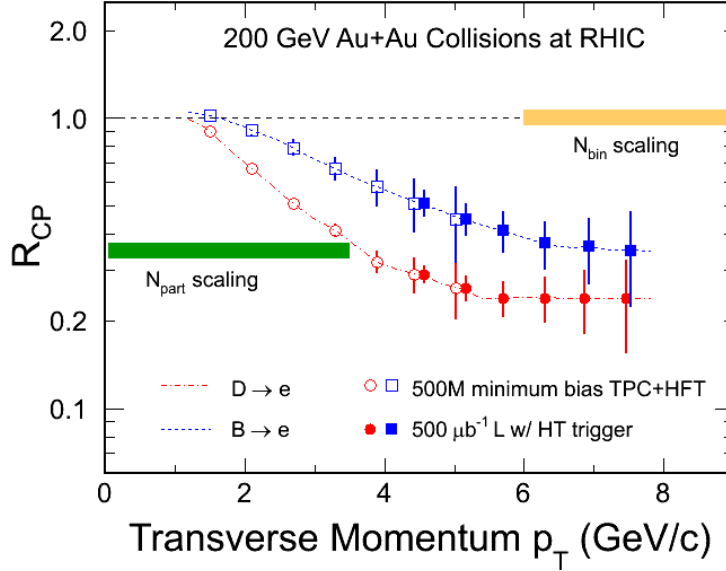 200 GeV Au+Au Collisions at RHIC
2.0
1.0
0.2
0.1
R_CP
N_bin scaling
N_part scaling
D → e
500M minimum bias TPC+HFT
B → e
500 μb⁻¹ L w/ HT trigger
0 2 4 6 8
Transverse Momentum p_T (GeV/c)